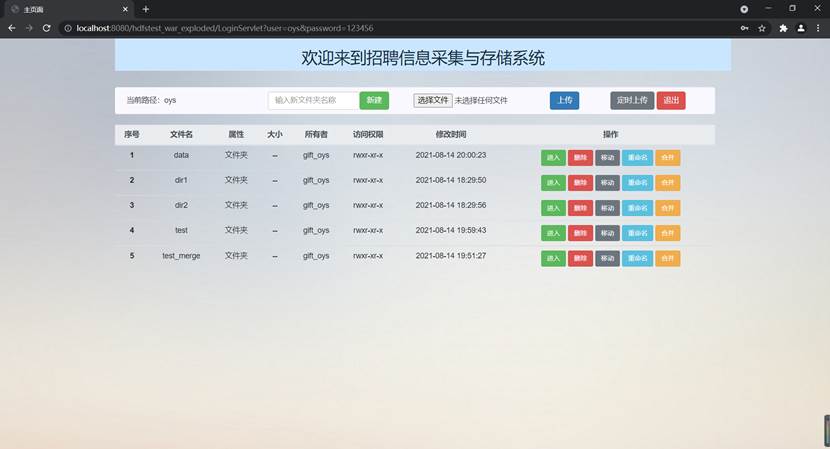 主页面
localhost:8080/hdfstest_war_exploded/LoginServlet?user=oys&password=123456
欢迎来到招聘信息采集与存储系统
当前路径：oys 输入新文件夹名称 新建 选择文件 未选择任何文件 上传 定时上传 退出
序号 文件名 属性 大小 所有者 访问权限 修改时间 操作
1 data 文件夹 -- gift_oys rwxr-xr-x 2021-08-14 20:00:23 进入 删除 移动 重命名 合并
2 dir1 文件夹 -- gift_oys rwxr-xr-x 2021-08-14 18:29:50 进入 删除 移动 重命名 合并
3 dir2 文件夹 -- gift_oys rwxr-xr-x 2021-08-14 18:29:56 进入 删除 移动 重命名 合并
4 test 文件夹 -- gift_oys rwxr-xr-x 2021-08-14 19:59:43 进入 删除 移动 重命名 合并
5 test_merge 文件夹 -- gift_oys rwxr-xr-x 2021-08-14 19:51:27 进入 删除 移动 重命名 合并